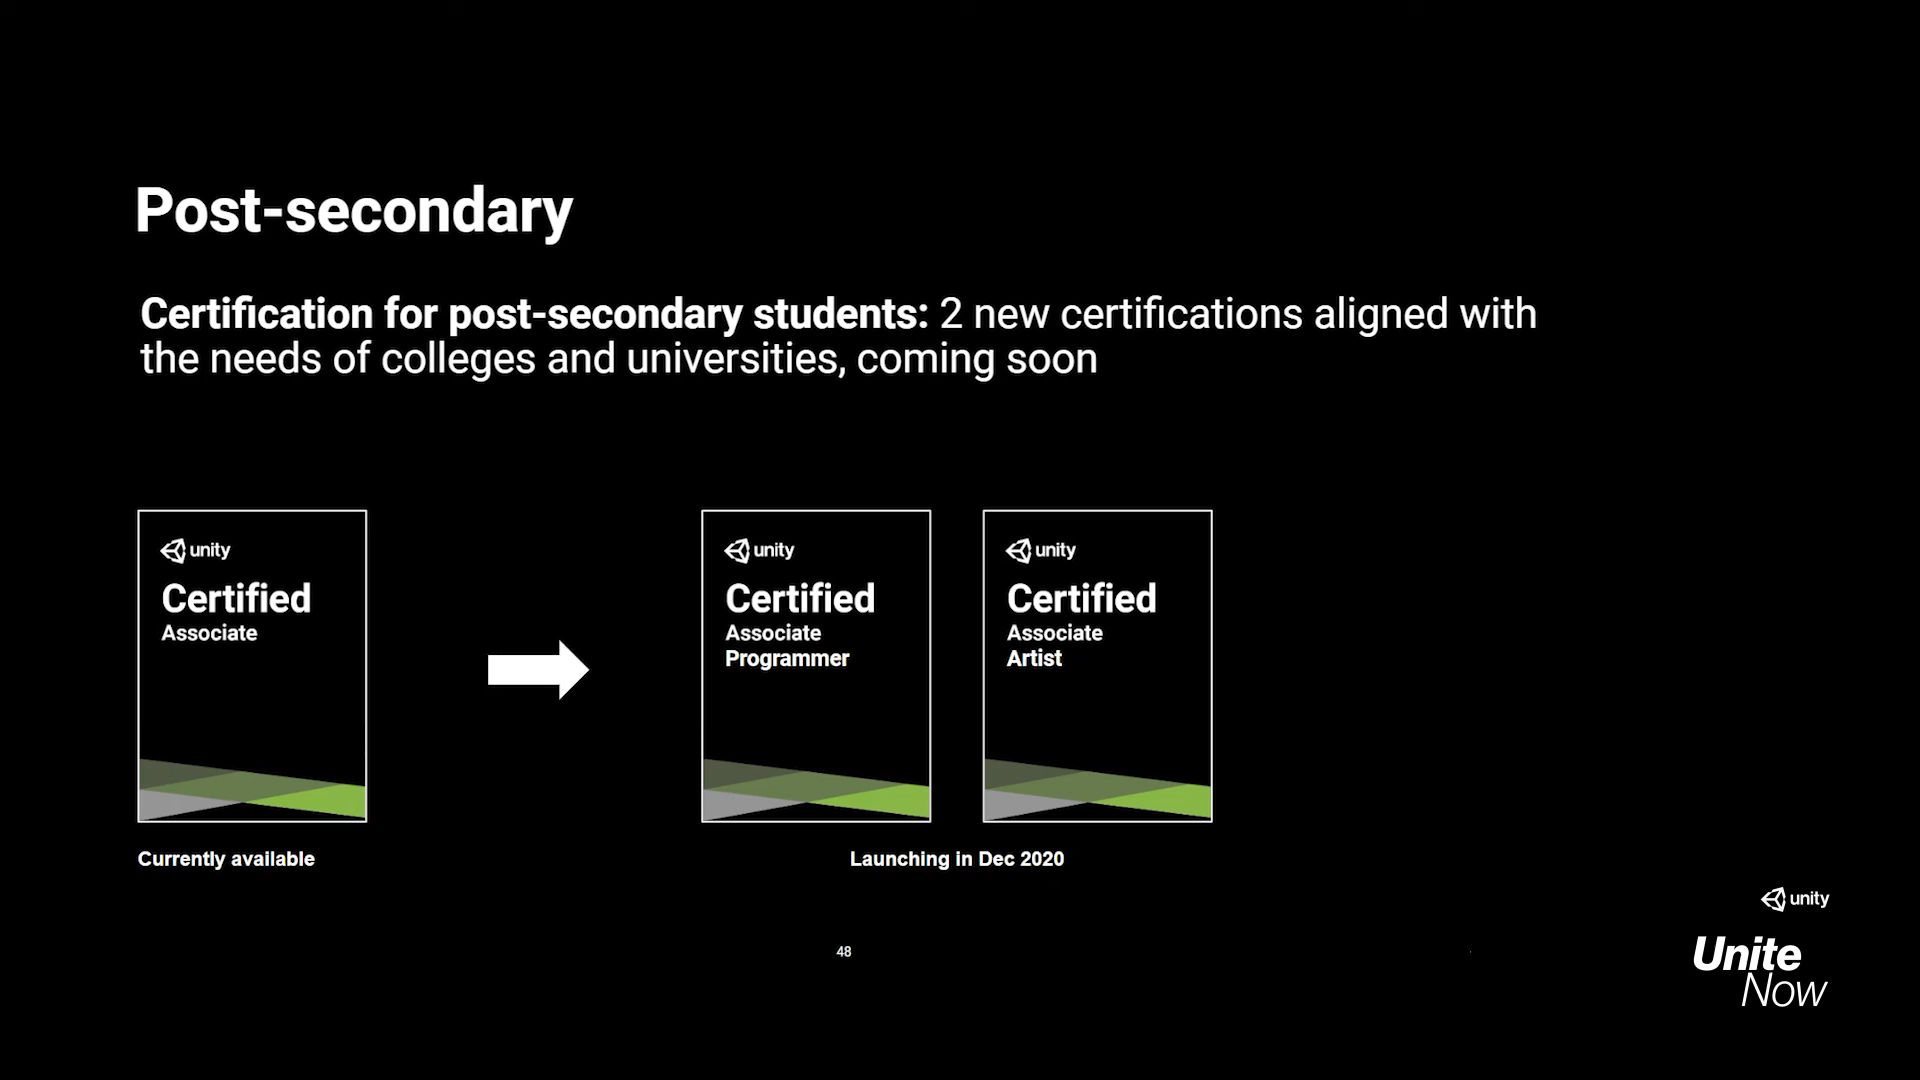 Post-secondary
Certification for post-secondary students: 2 new certifications aligned with
the needs of colleges and universities, coming soon
unity
Certified
Associate
unity
Certified
Associate
Programmer
unity
Certified
Associate
Artist
Currently available
Launching in Dec 2020
48
unity
Unite
Now